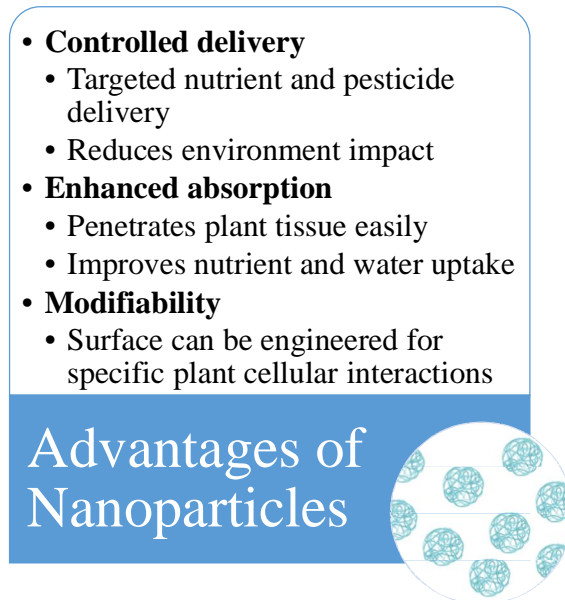 • Controlled delivery
• Targeted nutrient and pesticide
delivery
• Reduces environment impact
• Enhanced absorption
• Penetrates plant tissue easily
• Improves nutrient and water uptake
• Modifiability
• Surface can be engineered for
specific plant cellular interactions
Advantages of
Nanoparticles